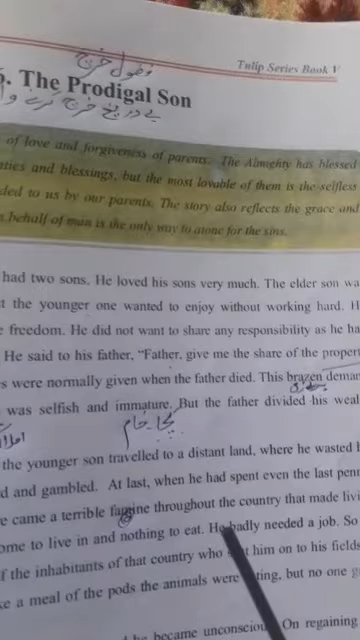 فضول خرچ
Tulip Series Book V
The Prodigal Son
بے دریغ خرچ کرنے و
of love and forgiveness of parents. The Almighty has blessed
ties and blessings, but the most lovable of them is the selfless
ded to us by our parents. The story also reflects the grace and
behalf of man is the only way to atone for the sins.
had two sons. He loved his sons very much. The elder son wa
the younger one wanted to enjoy without working hard. H
freedom. He did not want to share any responsibility as he ha
He said to his father, “Father, give me the share of the propert
s were normally given when the father died. This brazen deman
was selfish and immature. But the father divided his weal
the younger son travelled to a distant land, where he wasted h
d and gambled. At last, when he had spent even the last pen
e came a terrible famine throughout the country that made livi
ome to live in and nothing to eat. He badly needed a job. So
f the inhabitants of that country who him on to his fields
e a meal of the pods the animals were but no one g
he became unconscious. On regaining